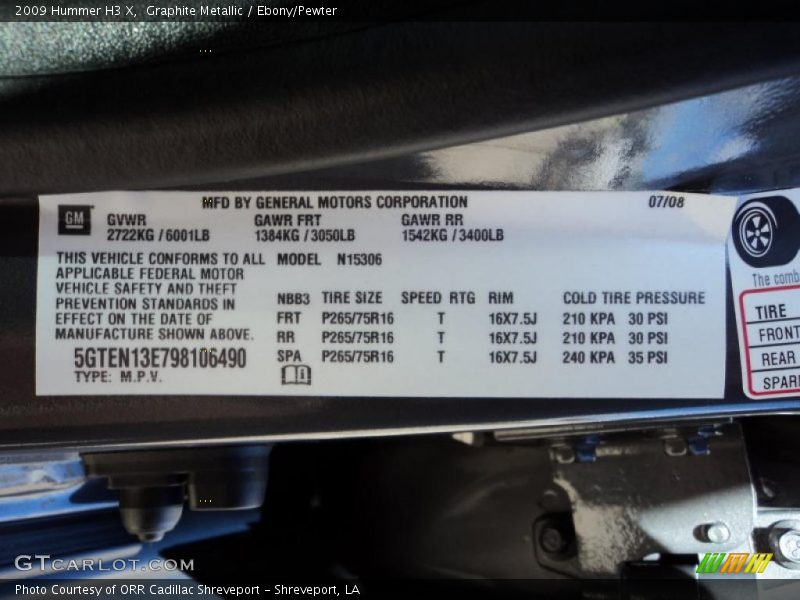 2009 Hummer H3 X, Graphite Metallic / Ebony/Pewter
MFD BY GENERAL MOTORS CORPORATION 07/08
GM GVWR GAWR FRT GAWR RR
2722KG / 6001LB 1384KG / 3050LB 1542KG / 3400LB
THIS VEHICLE CONFORMS TO ALL
APPLICABLE FEDERAL MOTOR
VEHICLE SAFETY AND THEFT
PREVENTION STANDARDS IN
EFFECT ON THE DATE OF
MANUFACTURE SHOWN ABOVE.
5GTEN13E798106490
TYPE: M.P.V.
MODEL N15306
NBB3 TIRE SIZE SPEED RTG RIM COLD TIRE PRESSURE
FRT P265/75R16 T 16X7.5J 210 KPA 30 PSI
RR P265/75R16 T 16X7.5J 210 KPA 30 PSI
SPA P265/75R16 T 16X7.5J 240 KPA 35 PSI
The comb
TIRE
FRONT
REAR
SPAR
GTCARLOT.COM
Photo Courtesy of ORR Cadillac Shreveport - Shreveport, LA